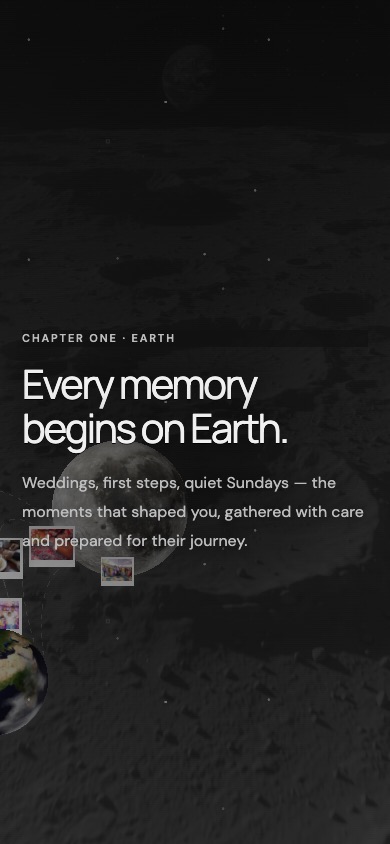 CHAPTER ONE · EARTH
Every memory
begins on Earth.
Weddings, first steps, quiet Sundays — the
moments that shaped you, gathered with care
and prepared for their journey.